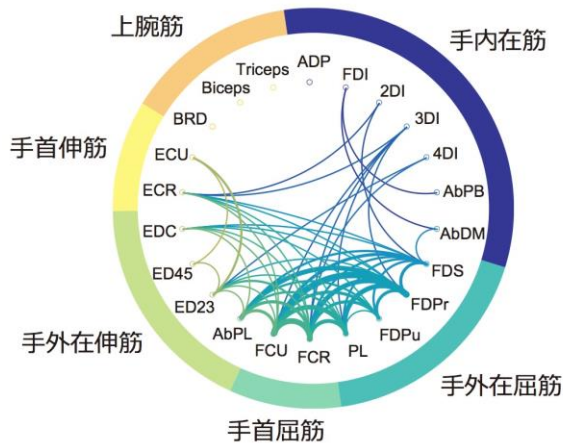 上腕筋
手内在筋
手首伸筋
手外在伸筋
手首屈筋
手外在屈筋
ADP
FDI
2DI
3DI
4DI
AbPB
AbDM
FDS
FDPr
FDPu
PL
FCR
FCU
AbPL
ED23
ED45
EDC
ECR
ECU
BRD
Biceps
Triceps